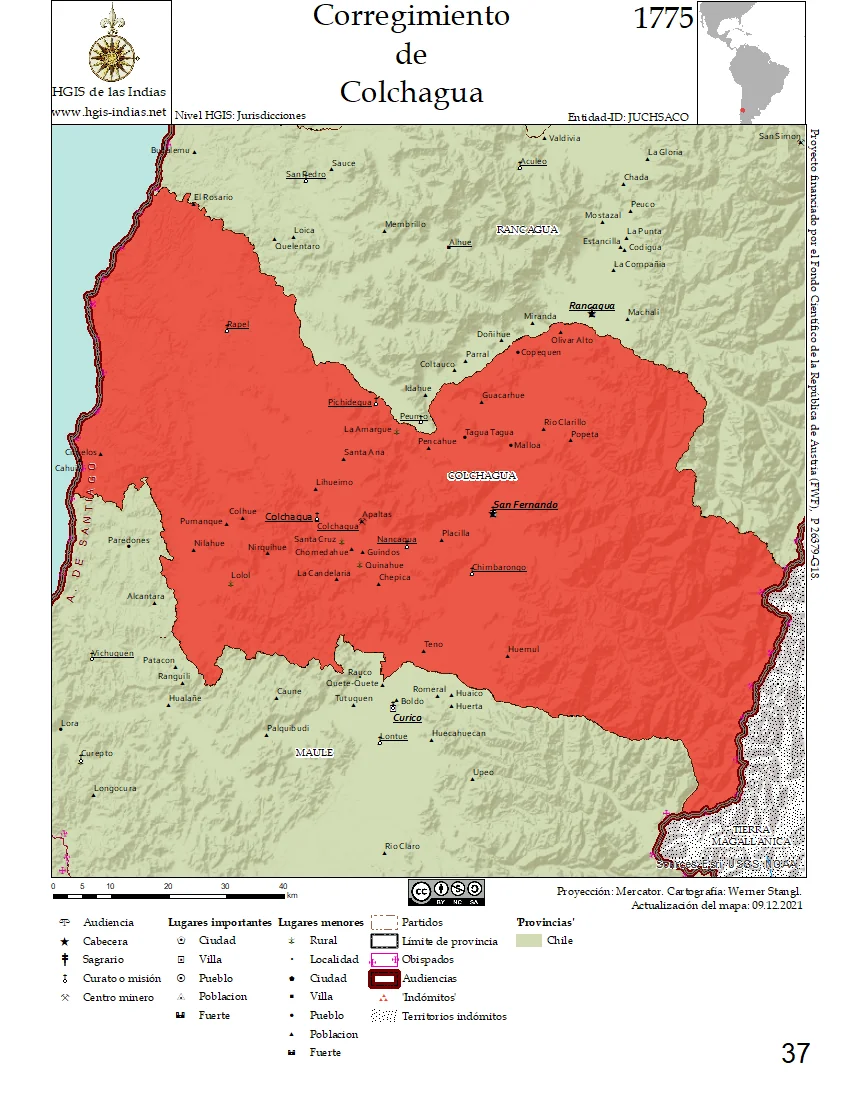 Corregimiento
de
Colchagua
1775
HGIS de las Indias
www.hgis-indias.net
Nivel HGIS: Jurisdicciones
Entidad-ID: JUCHSACO
Valdivia
San Simon
Bucalemu
Sauce
San Pedro
Aculeo
La Gloria
Chada
El Rosario
Peuco
Mostazal
Loica
Quelentaro
Membrillo
RANCAGUA
La Punta
Alhue
Estancilla
Codigua
La Compañia
Rancagua
Machali
Miranda
Rapel
Doñihue
Olivar Alto
Parral
Copequen
Coltauco
Idahue
Guacarhue
Pichidegua
Peumo
La Amargue
Tagua Tagua
Rio Clarillo
Popeta
Pencahue
Malloa
Santa Ana
COLCHAGUA
Lihueimo
San Fernando
Colhue
Colchagua
Apaltas
Pumanque
Colchagua
Paredones
Nilahue
Nirquihue
Santa Cruz
Nancagua
Placilla
Chomedahue
Guindos
Quinahue
Lolol
La Candelaria
Chepica
Chimbarongo
Alcantara
Vichuquen
Patacon
Teno
Huemul
Ranguili
Rauco
Quete-Quete
Hualañe
Caune
Tutuquen
Romeral
Huaico
Boldo
Huerta
Curico
Lora
Palquibudi
Lontue
Huecahuecan
MAULE
Curepto
Upeo
Longocura
Rio Claro
TIERRA
MAGALLANICA
A. DE SANTIAGO
Proyecto financiado por el Fondo Científico de la República de Austria (FWF), P 26379-G18
0 5 10 20 30 40
km
BY NC SA
Proyección: Mercator. Cartografía: Werner Stangl.
Actualización del mapa: 09.12.2021
Audiencia
Cabecera
Sagrario
Curato o misión
Centro minero
Lugares importantes
Ciudad
Villa
Pueblo
Poblacion
Fuerte
Lugares menores
Rural
Localidad
Ciudad
Villa
Pueblo
Poblacion
Fuerte
Partidos
Límite de provincia
Obispados
Audiencias
'Indómitos'
Territorios indómitos
'Provincias'
Chile
37